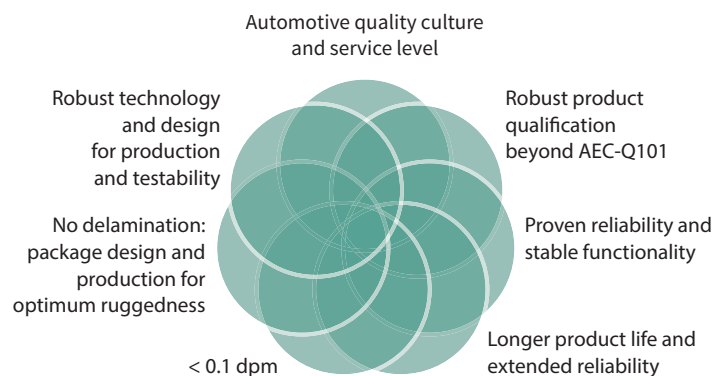 Automotive quality culture
and service level
Robust technology
and design
for production
and testability
Robust product
qualification
beyond AEC-Q101
No delamination:
package design and
production for
optimum ruggedness
Proven reliability and
stable functionality
< 0.1 dpm
Longer product life and
extended reliability